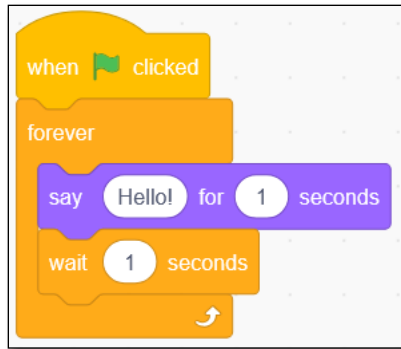 when clicked
forever
say Hello! for 1 seconds
wait 1 seconds